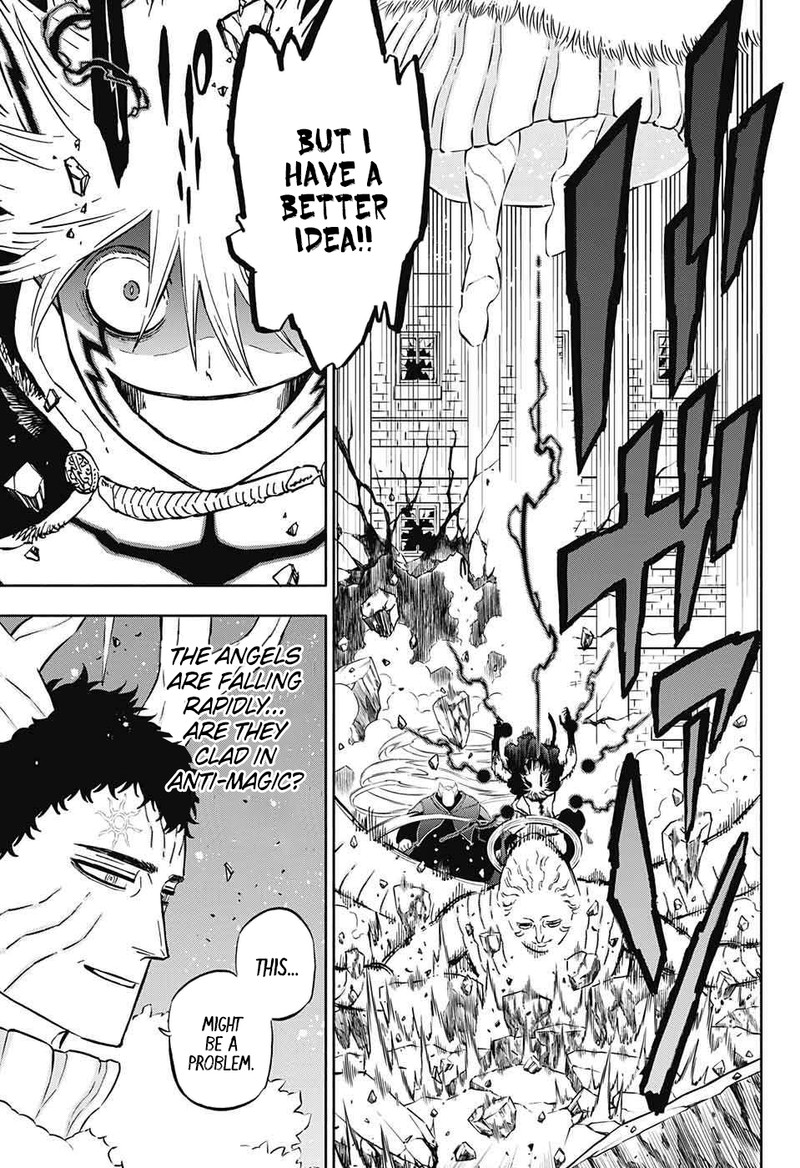 BUT I
HAVE A
BETTER
IDEA!!
THE ANGELS
ARE FALLING
RAPIDLY...
ARE THEY
CLAD IN
ANTI-MAGIC?
THIS...
MIGHT
BE A
PROBLEM.